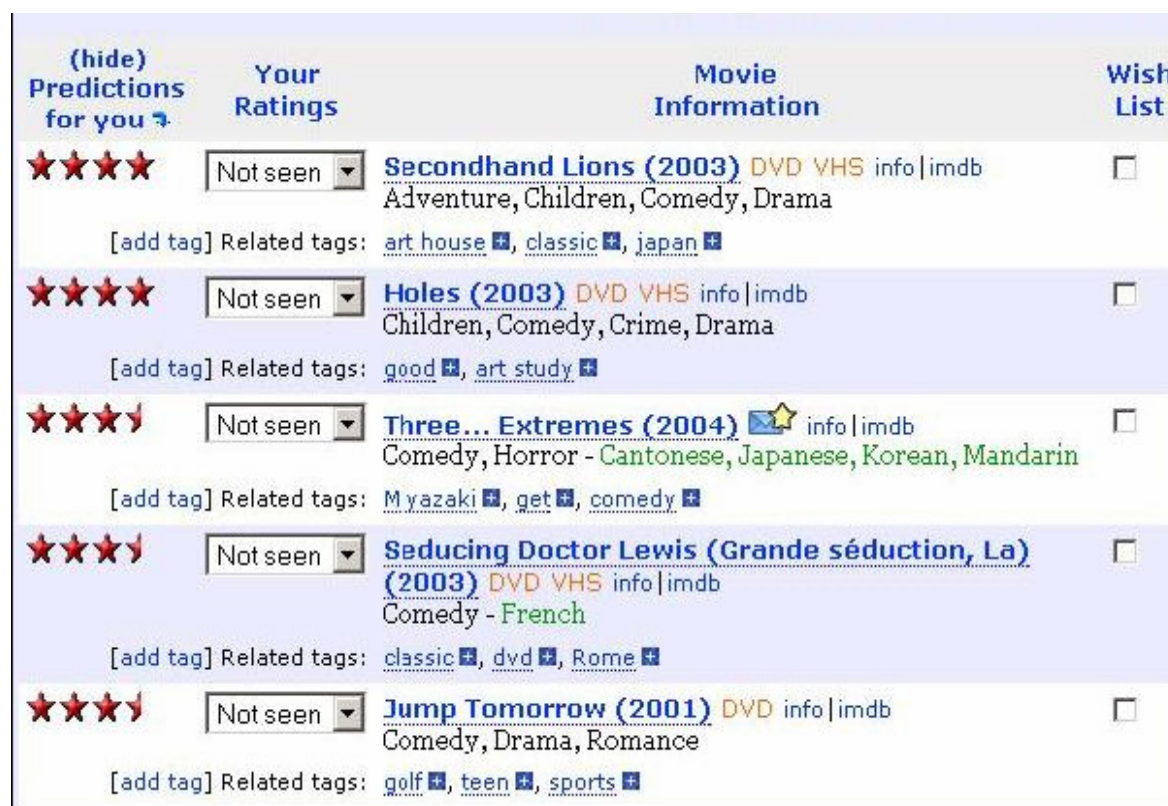 (hide)
Predictions
for you
Your
Ratings
Movie
Information
Wish
List
Not seen
Secondhand Lions (2003) DVD VHS info|imdb
Adventure, Children, Comedy, Drama
[add tag] Related tags: art house, classic, japan
Not seen
Holes (2003) DVD VHS info|imdb
Children, Comedy, Crime, Drama
[add tag] Related tags: good, art study
Not seen
Three... Extremes (2004) info|imdb
Comedy, Horror - Cantonese, Japanese, Korean, Mandarin
[add tag] Related tags: Myazaki, get, comedy
Not seen
Seducing Doctor Lewis (Grande séduction, La)
(2003) DVD VHS info|imdb
Comedy - French
[add tag] Related tags: classic, dvd, Rome
Not seen
Jump Tomorrow (2001) DVD info|imdb
Comedy, Drama, Romance
[add tag] Related tags: golf, teen, sports